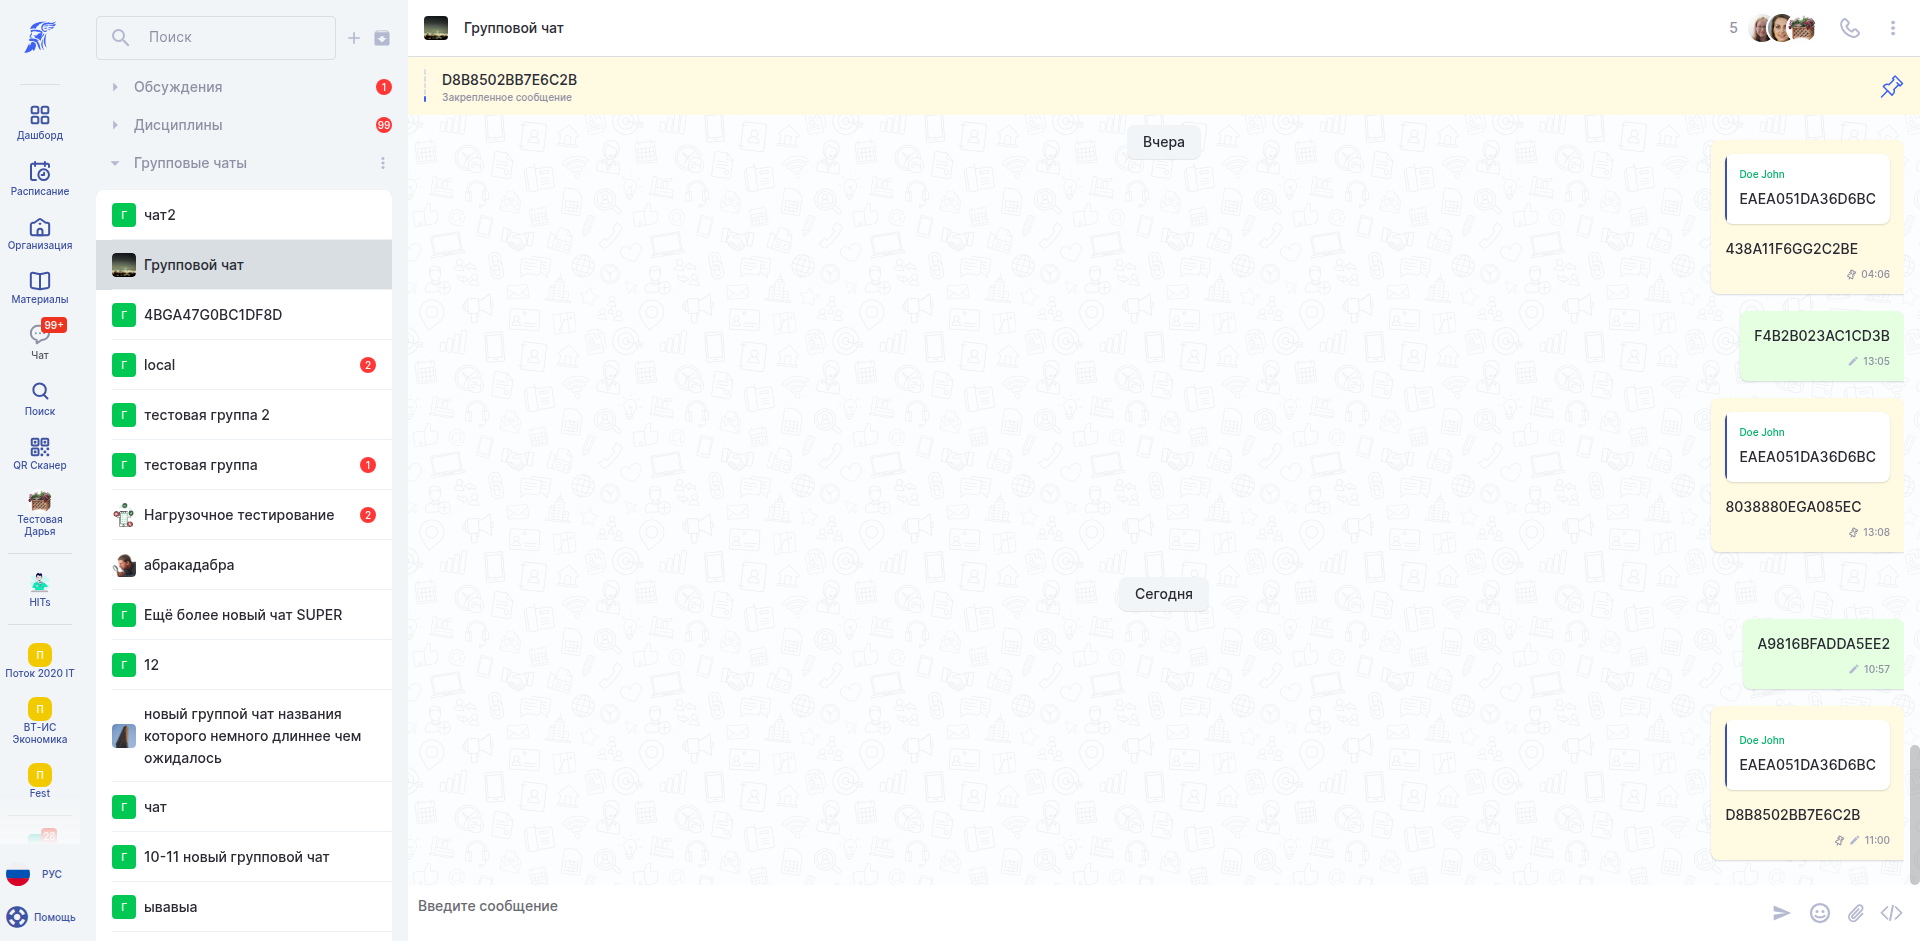 Дашборд
Расписание
Организация
Материалы
99+
Чат
Поиск
QR Сканер
Тестовая
Дарья
HITs
П
Поток 2020 IT
П
ВТ-ИС
Экономика
П
Fest
28
РУС
Помощь
Поиск
Обсуждения
1
Дисциплины
99
Групповые чаты
Г
чат2
Групповой чат
Г
4BGA47G0BC1DF8D
Г
local
2
Г
тестовая группа 2
Г
тестовая группа
1
Нагрузочное тестирование
2
абракадабра
Г
Ещё более новый чат SUPER
Г
12
новый группой чат названия
которого немного длиннее чем
ожидалось
Г
чат
Г
10-11 новый групповой чат
Г
ывавыа
Групповой чат
5
D8B8502BB7E6C2B
Закрепленное сообщение
Вчера
Doe John
EAEA051DA36D6BC
438A11F6GG2C2BE
04:06
F4B2B023AC1CD3B
13:05
Doe John
EAEA051DA36D6BC
8038880EGA085EC
13:08
Сегодня
A9816BFADDA5EE2
10:57
Doe John
EAEA051DA36D6BC
D8B8502BB7E6C2B
11:00
Введите сообщение